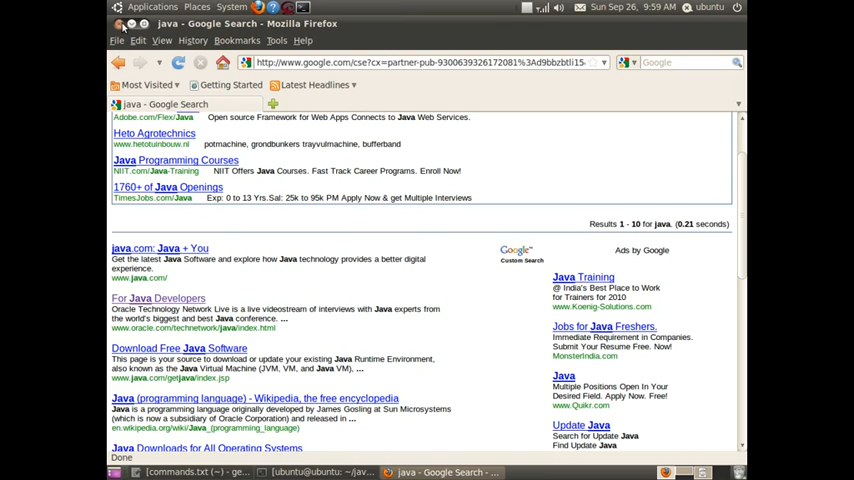 Applications Places System Sun Sep 26, 9:59 AM ubuntu
java - Google Search - Mozilla Firefox
File Edit View History Bookmarks Tools Help
http://www.google.com/cse?cx=partner-pub-9300639326172081%3Ad9bbzbtli15 Google
Most Visited Getting Started Latest Headlines
java - Google Search
Adobe.com/Flex/Java Open source Framework for Web Apps Connects to Java Web Services.
Heto Agrotechnics
www.hetotuinbouw.nl potmachine, grondbunkers trayvulmachine, bufferband
Java Programming Courses
NIIT.com/Java-Training NIIT Offers Java Courses. Fast Track Career Programs. Enroll Now!
1760+ of Java Openings
TimesJobs.com/Java Exp: 0 to 13 Yrs.Sal: 25k to 95k PM Apply Now & get Multiple Interviews
Results 1 - 10 for java. (0.21 seconds)
java.com: Java + You
Get the latest Java Software and explore how Java technology provides a better digital
experience.
www.java.com/
For Java Developers
Oracle Technology Network Live is a live videostream of interviews with Java experts from
the world's biggest and best Java conference. ...
www.oracle.com/technetwork/java/index.html
Download Free Java Software
This page is your source to download or update your existing Java Runtime Environment,
also known as the Java Virtual Machine (JVM, VM, and Java VM), ...
www.java.com/getjava/index.jsp
Java (programming language) - Wikipedia, the free encyclopedia
Java is a programming language originally developed by James Gosling at Sun Microsystems
(which is now a subsidiary of Oracle Corporation) and released in ...
en.wikipedia.org/wiki/Java_(programming_language)
Java Downloads for All Operating Systems
Google™
Custom Search
Ads by Google
Java Training
@ India's Best Place to Work
for Trainers for 2010
www.Koenig-Solutions.com
Jobs for Java Freshers.
Immediate Requirement in Companies.
Submit Your Resume Free. Now!
MonsterIndia.com
Java
Multiple Positions Open In Your
Desired Field. Apply Now. Free!
www.Quikr.com
Update Java
Search for Update Java
Find Update Java
Done
[commands.txt (~) - ge... [ubuntu@ubuntu: ~/jav... java - Google Search - ...